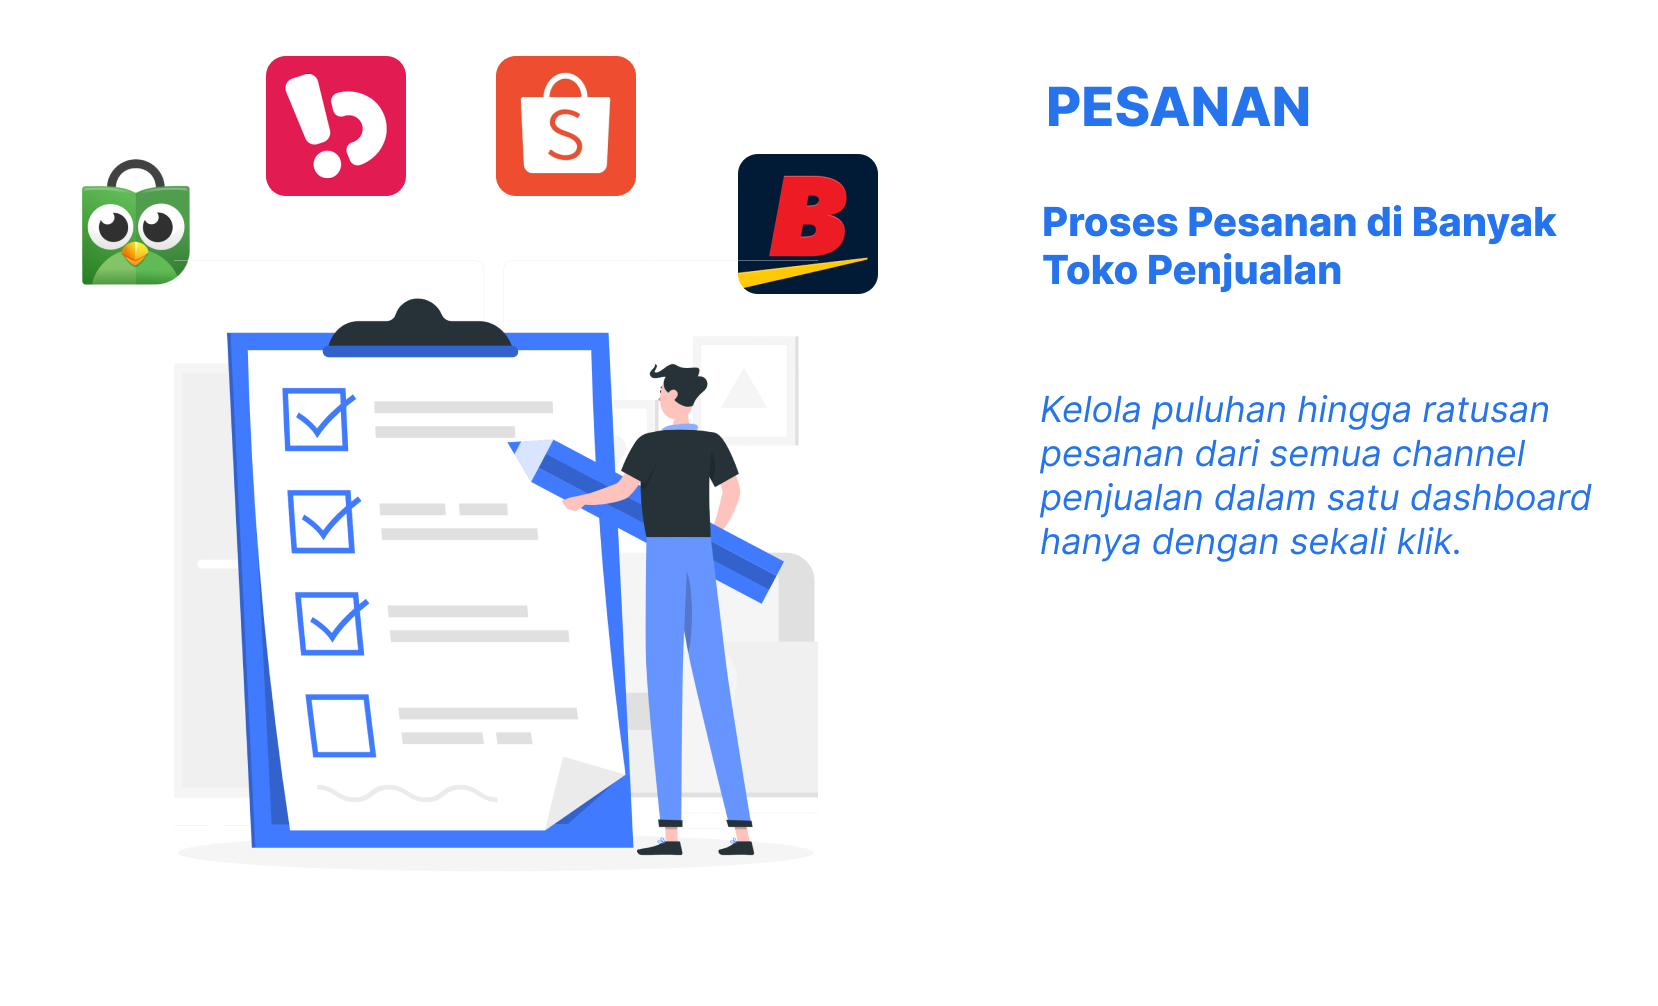 PESANAN
Proses Pesanan di Banyak
Toko Penjualan
Kelola puluhan hingga ratusan
pesanan dari semua channel
penjualan dalam satu dashboard
hanya dengan sekali klik.
S
B